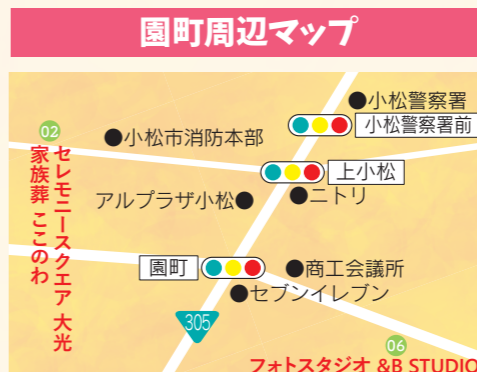 園町周辺マップ
●小松警察署
小松警察署前
02
●小松市消防本部
セレモニースクエア 大光
家族葬 ここのわ
上小松
アルプラザ小松●
●ニトリ
園町
●商工会議所
●セブンイレブン
305
06
フォトスタジオ &B STUDIO